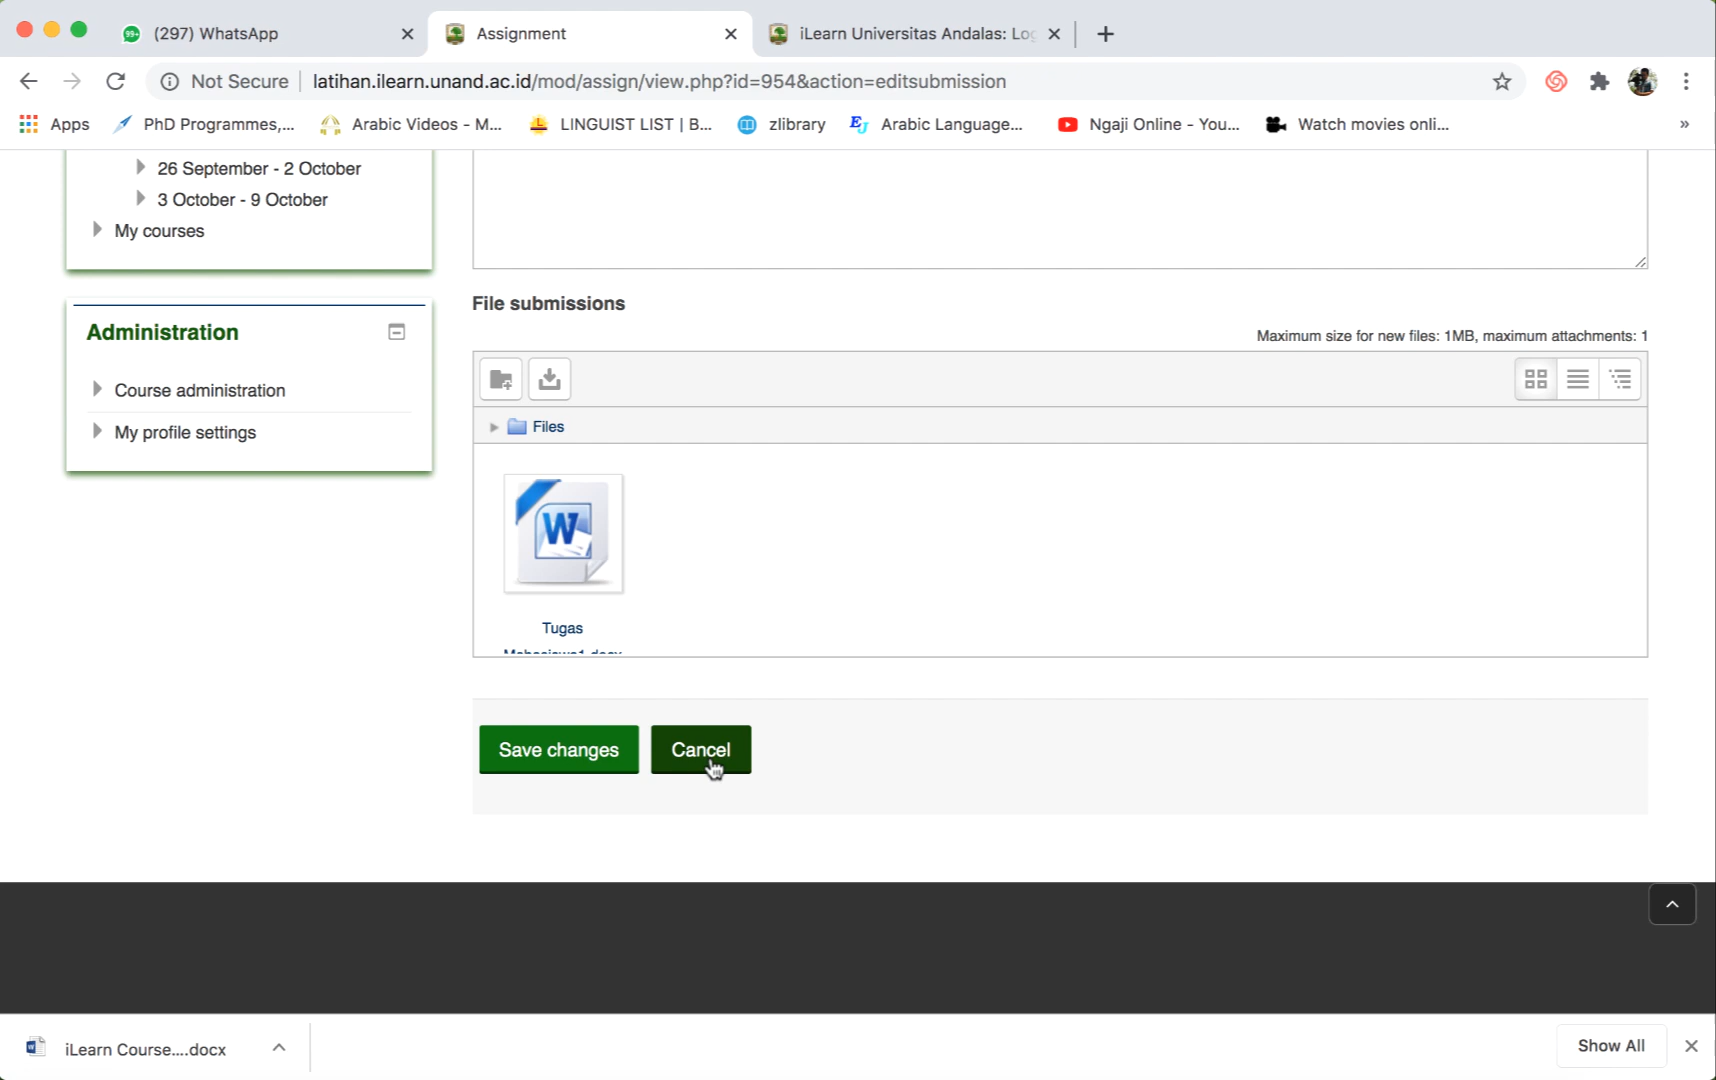 (297) WhatsApp
Assignment
iLearn Universitas Andalas: Log
Not Secure
latihan.ilearn.unand.ac.id/mod/assign/view.php?id=954&action=editsubmission
Apps
PhD Programmes,...
Arabic Videos - M...
LINGUIST LIST | B...
zlibrary
EJ
Arabic Language...
Ngaji Online - You...
Watch movies onli...
»
26 September - 2 October
3 October - 9 October
My courses
Administration
Course administration
My profile settings
File submissions
Maximum size for new files: 1MB, maximum attachments: 1
Files
W
Tugas
Mahasiswa1.docx
Save changes
Cancel
iLearn Course....docx
Show All